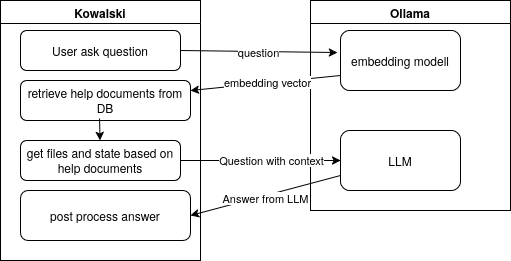 Kowalski
Ollama
User ask question
question
embedding modell
embedding vector
retrieve help documents from
DB
get files and state based on
help documents
Question with context
LLM
Answer from LLM
post process answer